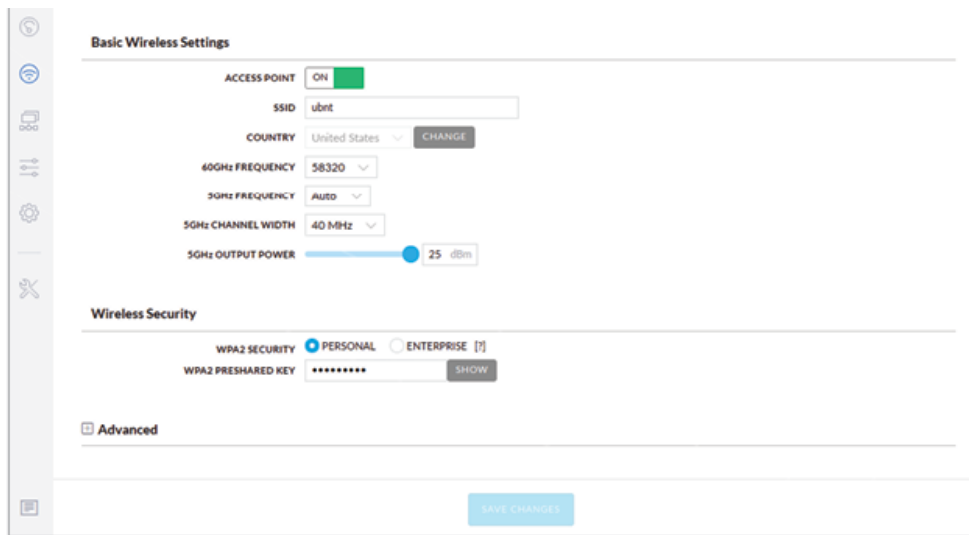 Basic Wireless Settings
ACCESS POINT ON
SSID ubnt
COUNTRY United States CHANGE
60GHz FREQUENCY 58320
5GHz FREQUENCY Auto
5GHz CHANNEL WIDTH 40 MHz
5GHz OUTPUT POWER 25 dBm
Wireless Security
WPA2 SECURITY PERSONAL ENTERPRISE [?]
WPA2 PRESHARED KEY ••••••••• SHOW
Advanced
SAVE CHANGES